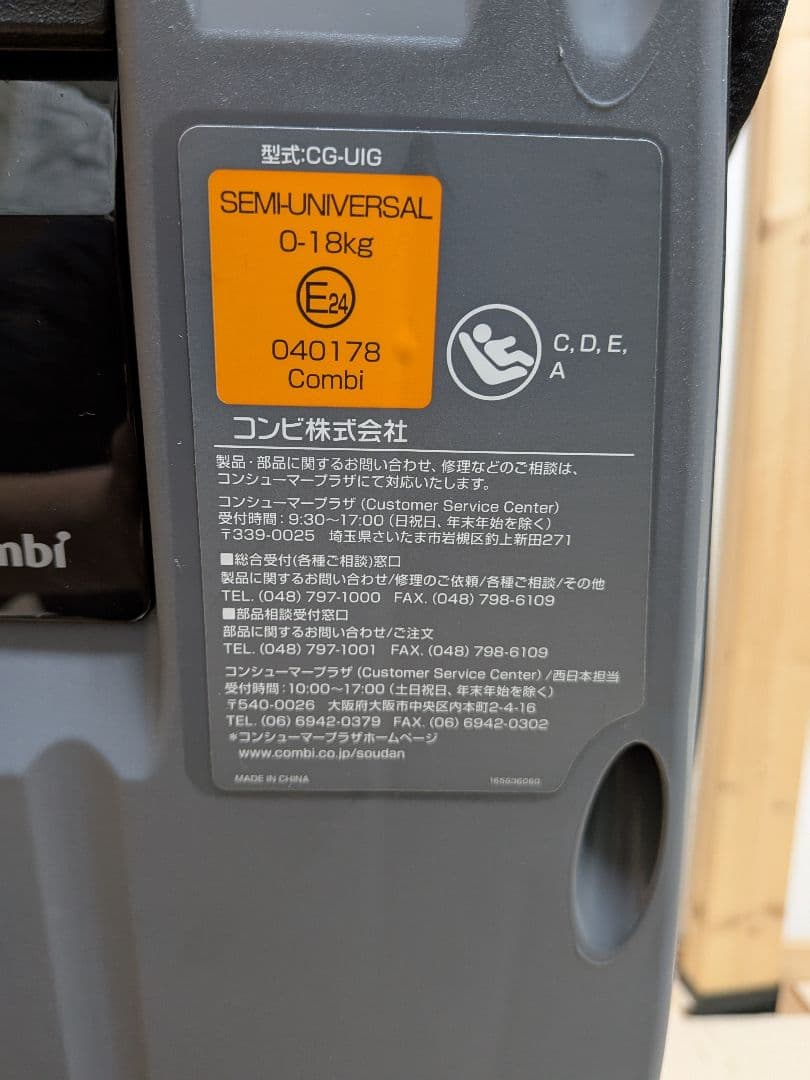 型式:CG-UIG
SEMI-UNIVERSAL
0-18kg
E24
040178
Combi
C, D, E,
A
コンビ株式会社
製品・部品に関するお問い合わせ、修理などのご相談は、
コンシューマープラザにて対応いたします。
コンシューマープラザ (Customer Service Center)
受付時間：9:30〜17:00 (日祝日、年末年始を除く)
〒339-0025 埼玉県さいたま市岩槻区釣上新田271
■総合受付(各種ご相談)窓口
製品に関するお問い合わせ/修理のご依頼/各種ご相談/その他
TEL. (048) 797-1000 FAX. (048) 798-6109
■部品相談受付窓口
部品に関するお問い合わせ/ご注文
TEL. (048) 797-1001 FAX. (048) 798-6109
コンシューマープラザ (Customer Service Center) /西日本担当
受付時間：10:00〜17:00 (土日祝日、年末年始を除く)
〒540-0026 大阪府大阪市中央区内本町2-4-16
TEL. (06) 6942-0379 FAX. (06) 6942-0302
＊コンシューマープラザホームページ
www.combi.co.jp/soudan
MADE IN CHINA
165636060
mbi